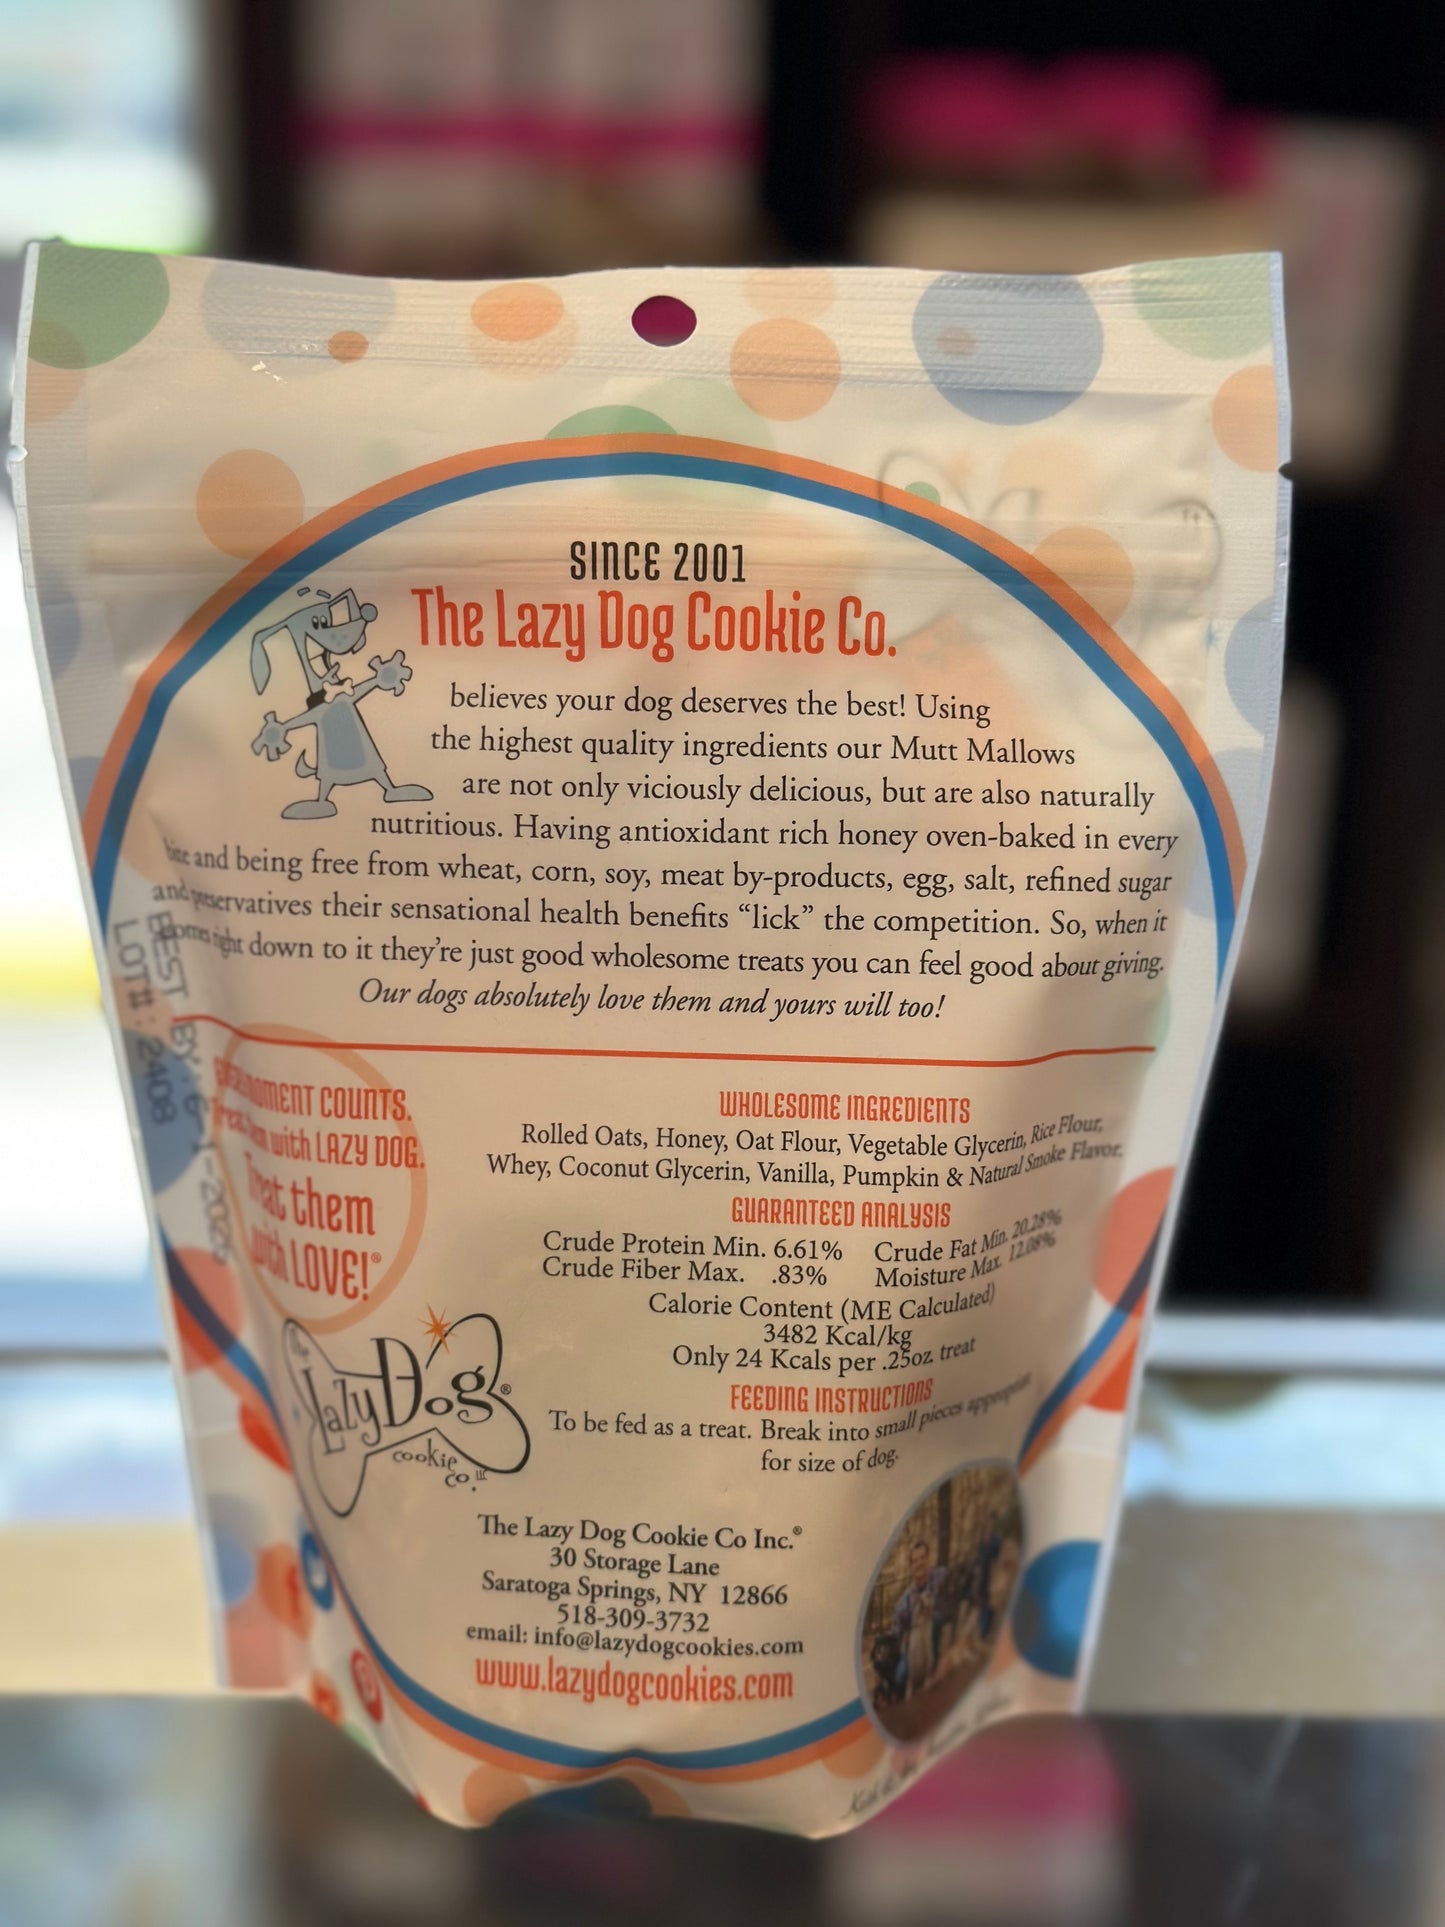 SINCE 2001
The Lazy Dog Cookie Co.
believes your dog deserves the best! Using
the highest quality ingredients our Mutt Mallows
are not only viciously delicious, but are also naturally
nutritious. Having antioxidant rich honey oven-baked in every
bite and being free from wheat, corn, soy, meat by-products, egg, salt, refined sugar
and preservatives their sensational health benefits “lick” the competition. So, when it
comes right down to it they’re just good wholesome treats you can feel good about giving.
Our dogs absolutely love them and yours will too!
BEST BY: 6-1-2025
LOT#: 2408
EVERY MOMENT COUNTS.
Treat them with LAZY DOG.
Treat them
with LOVE!®
WHOLESOME INGREDIENTS
Rolled Oats, Honey, Oat Flour, Vegetable Glycerin, Rice Flour,
Whey, Coconut Glycerin, Vanilla, Pumpkin & Natural Smoke Flavor.
GUARANTEED ANALYSIS
Crude Protein Min. 6.61% Crude Fat Min. 20.28%
Crude Fiber Max. .83% Moisture Max. 12.08%
Calorie Content (ME Calculated)
3482 Kcal/kg
Only 24 Kcals per .25oz treat
FEEDING INSTRUCTIONS
To be fed as a treat. Break into small pieces appropriate
for size of dog.
the
Lazy Dog®
cookie
co. LLC
The Lazy Dog Cookie Co Inc.®
30 Storage Lane
Saratoga Springs, NY 12866
518-309-3732
email: info@lazydogcookies.com
www.lazydogcookies.com